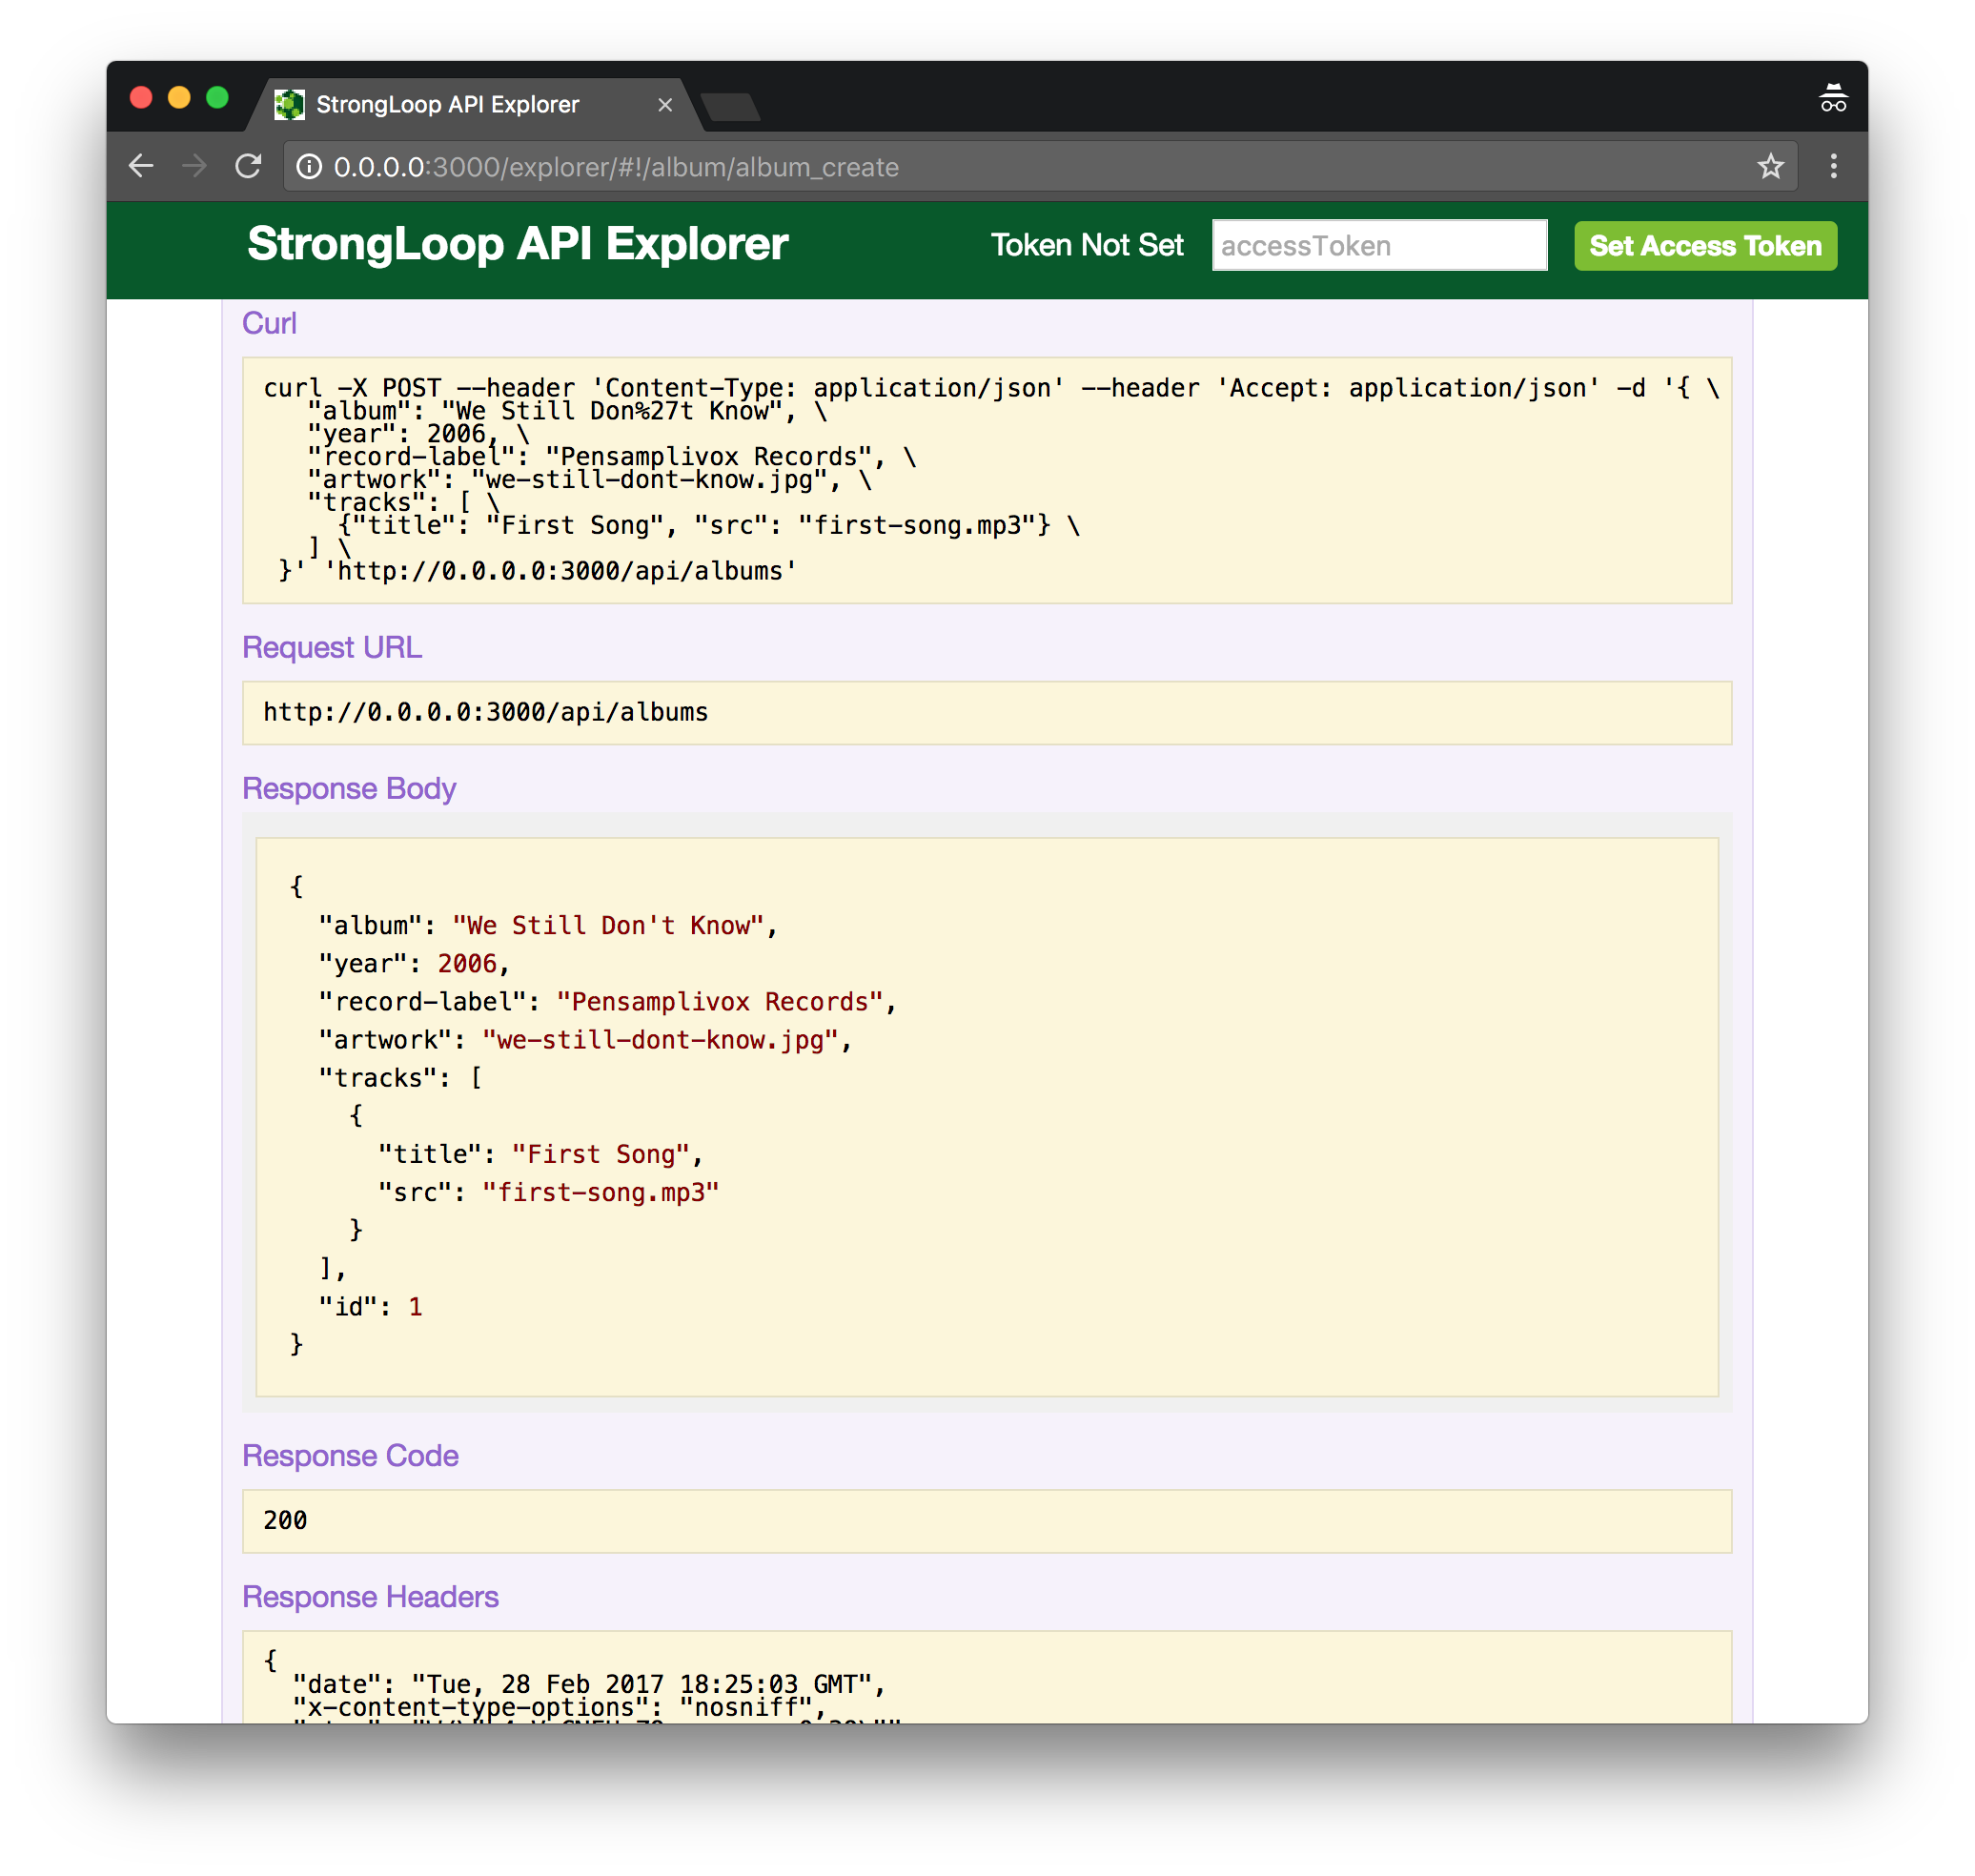 StrongLoop API Explorer
0.0.0.0:3000/explorer/#!/album/album_create
StrongLoop API Explorer Token Not Set accessToken Set Access Token
Curl
curl -X POST --header 'Content-Type: application/json' --header 'Accept: application/json' -d '{ \
"album": "We Still Don%27t Know", \
"year": 2006, \
"record-label": "Pensamplivox Records", \
"artwork": "we-still-dont-know.jpg", \
"tracks": [ \
{"title": "First Song", "src": "first-song.mp3"} \
] \
}' 'http://0.0.0.0:3000/api/albums'
Request URL
http://0.0.0.0:3000/api/albums
Response Body
{
"album": "We Still Don't Know",
"year": 2006,
"record-label": "Pensamplivox Records",
"artwork": "we-still-dont-know.jpg",
"tracks": [
{
"title": "First Song",
"src": "first-song.mp3"
}
],
"id": 1
}
Response Code
200
Response Headers
{
"date": "Tue, 28 Feb 2017 18:25:03 GMT",
"x-content-type-options": "nosniff",